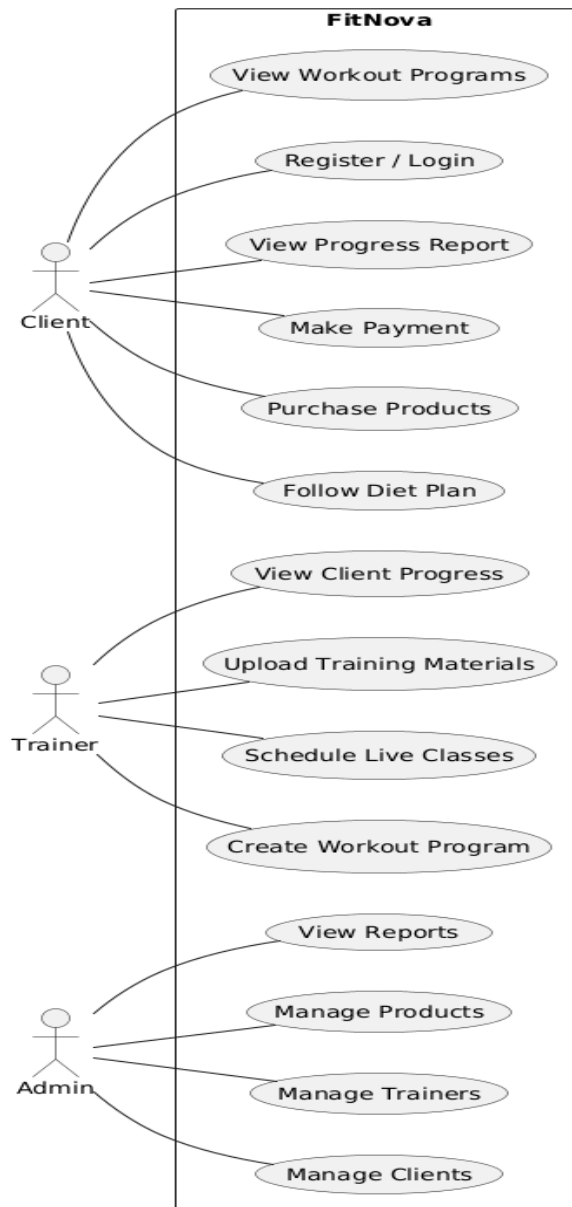 FitNova
View Workout Programs
Register / Login
View Progress Report
Client
Make Payment
Purchase Products
Follow Diet Plan
View Client Progress
Upload Training Materials
Trainer
Schedule Live Classes
Create Workout Program
View Reports
Manage Products
Admin
Manage Trainers
Manage Clients